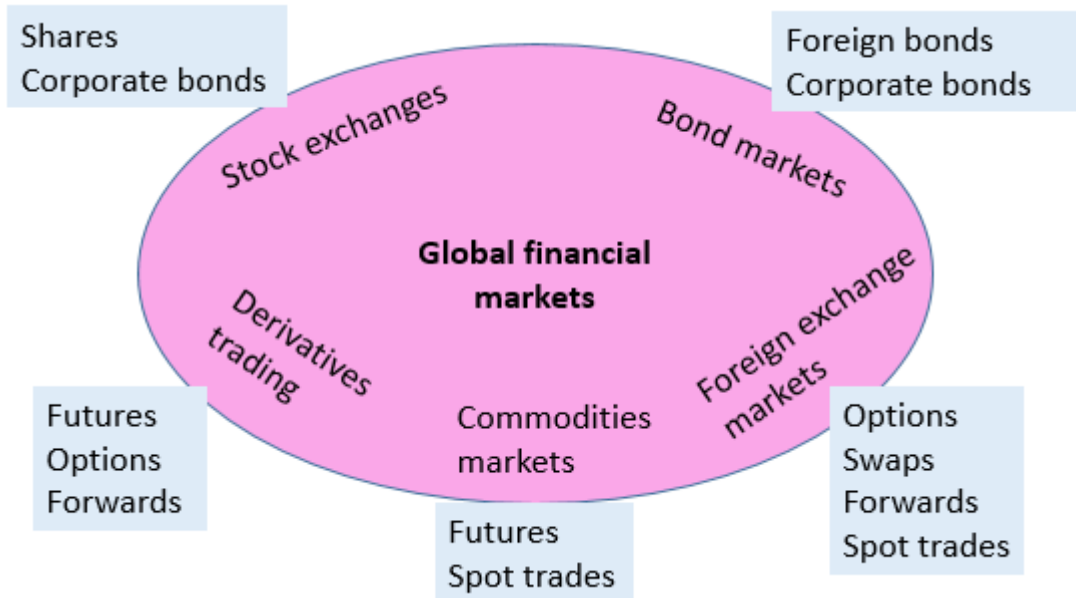 Shares
Corporate bonds
Foreign bonds
Corporate bonds
Stock exchanges
Bond markets
Global financial
markets
Derivatives
trading
Commodities
markets
Foreign exchange
markets
Futures
Options
Forwards
Futures
Spot trades
Options
Swaps
Forwards
Spot trades